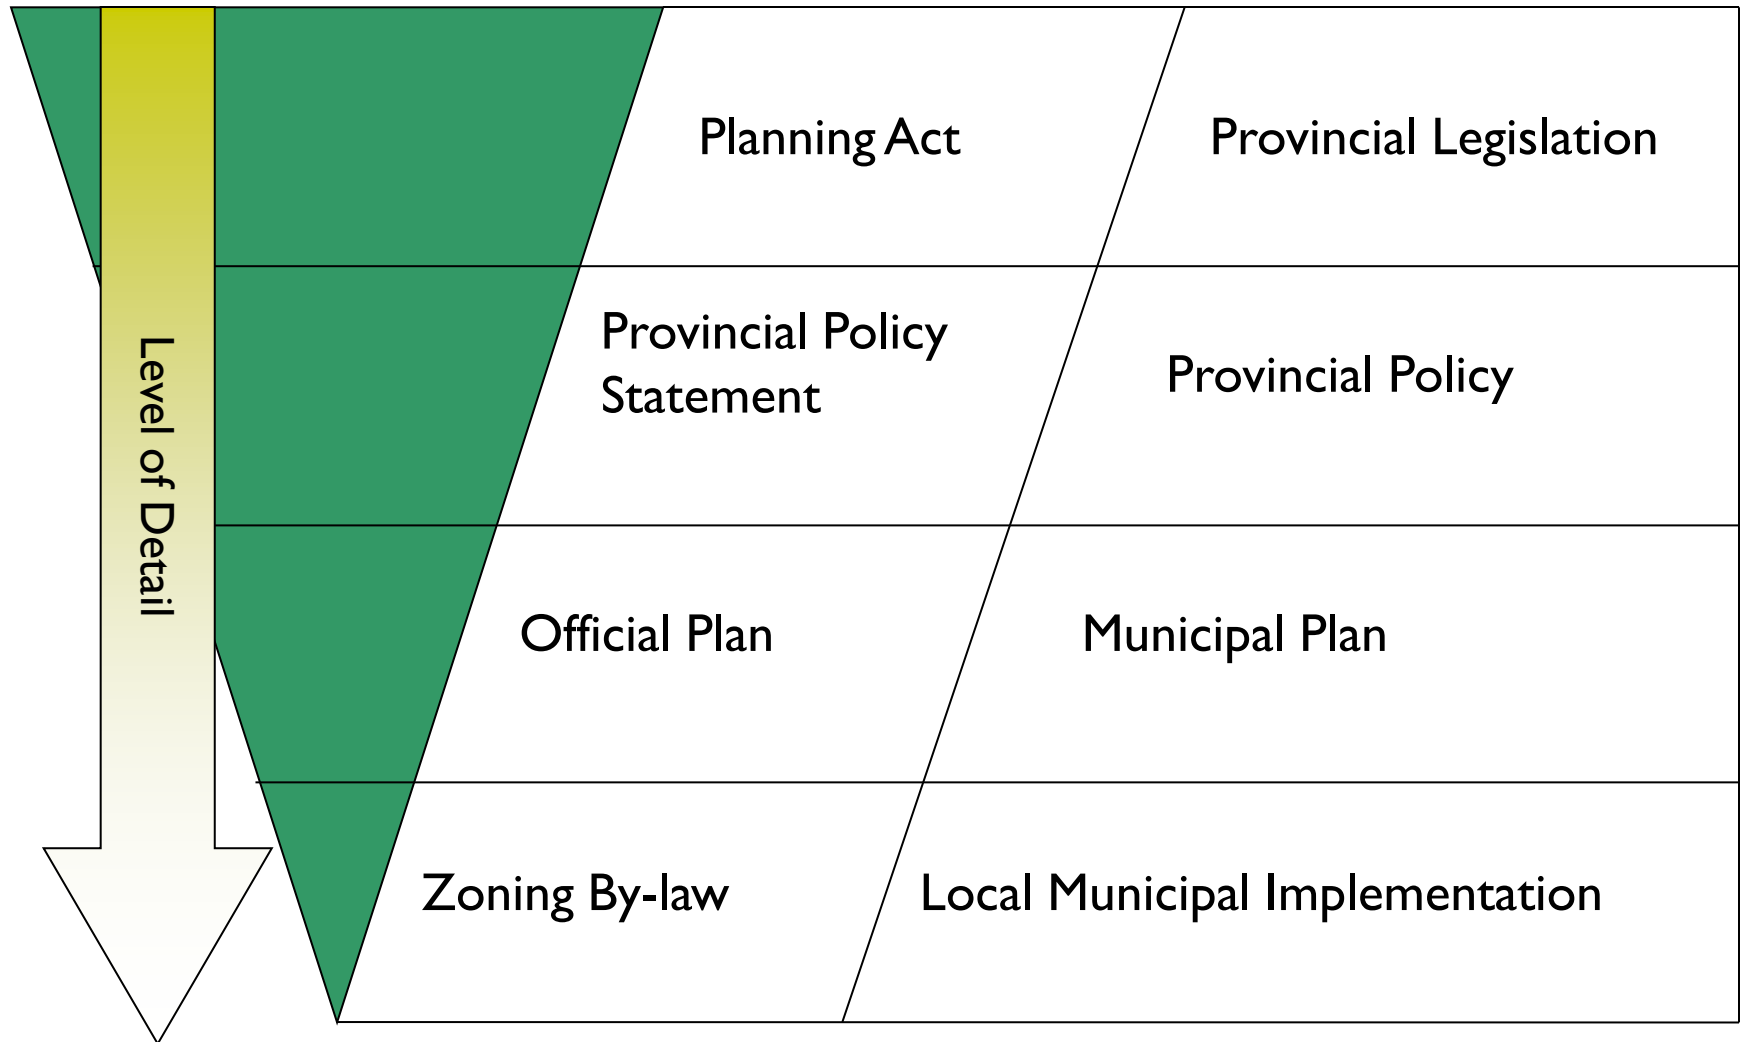 Level of Detail
Planning Act
Provincial Legislation
Provincial Policy
Statement
Provincial Policy
Official Plan
Municipal Plan
Zoning By-law
Local Municipal Implementation